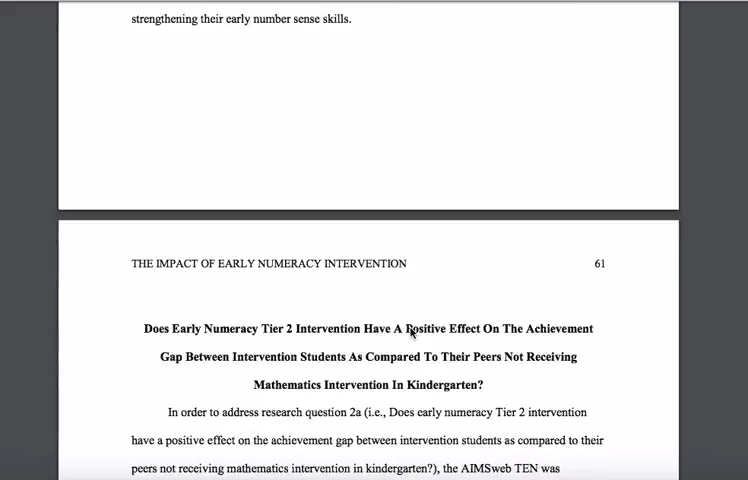 strengthening their early number sense skills.
THE IMPACT OF EARLY NUMERACY INTERVENTION 61
Does Early Numeracy Tier 2 Intervention Have A Positive Effect On The Achievement
Gap Between Intervention Students As Compared To Their Peers Not Receiving
Mathematics Intervention In Kindergarten?
In order to address research question 2a (i.e., Does early numeracy Tier 2 intervention
have a positive effect on the achievement gap between intervention students as compared to their
peers not receiving mathematics intervention in kindergarten?), the AIMSweb TEN was